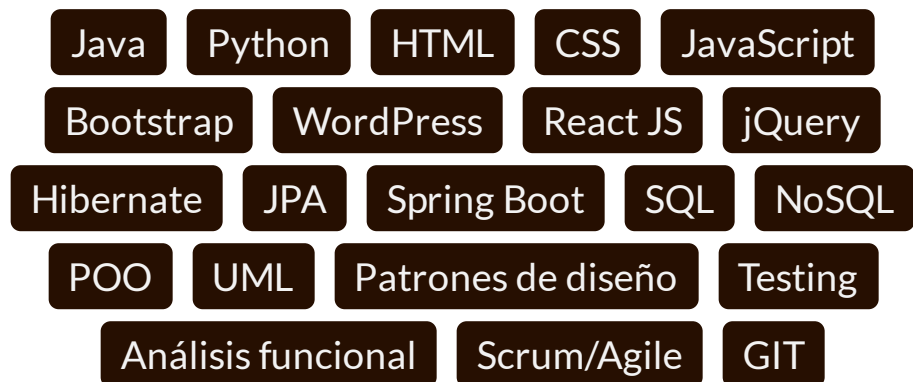 Java Python HTML CSS JavaScript
Bootstrap WordPress React JS jQuery
Hibernate JPA Spring Boot SQL NoSQL
POO UML Patrones de diseño Testing
Análisis funcional Scrum/Agile GIT